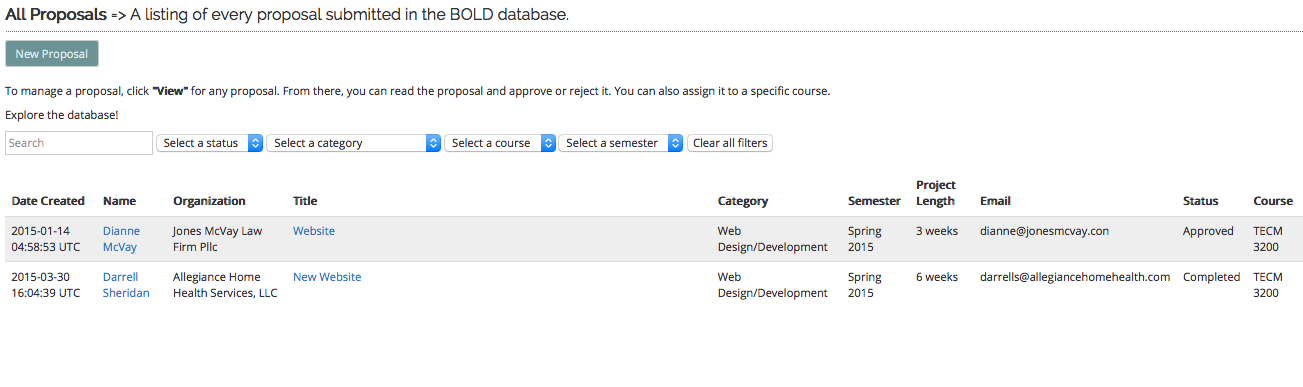 All Proposals => A listing of every proposal submitted in the BOLD database.
New Proposal
To manage a proposal, click "View" for any proposal. From there, you can read the proposal and approve or reject it. You can also assign it to a specific course.
Explore the database!
Search Select a status Select a category Select a course Select a semester Clear all filters
Date Created Name Organization Title Category Semester Project Length Email Status Course
2015-01-14 Dianne Jones McVay Law Website Web Spring 3 weeks dianne@jonesmcvay.con Approved TECM
04:58:53 UTC McVay Firm Pllc Design/Development 2015 3200
2015-03-30 Darrell Allegiance Home New Website Web Spring 6 weeks darrells@allegiancehomehealth.com Completed TECM
16:04:39 UTC Sheridan Health Services, LLC Design/Development 2015 3200